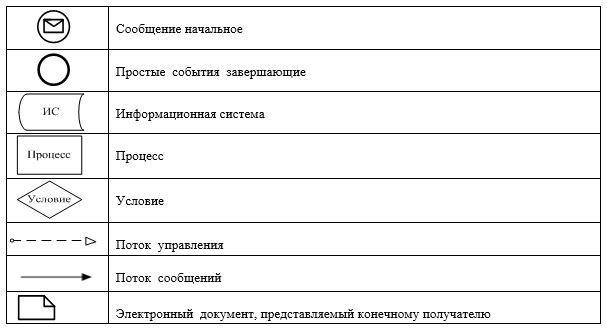 Сообщение начальное
Простые события завершающие
ИС
Информационная система
Процесс
Процесс
Условие
Условие
Поток управления
Поток сообщений
Электронный документ, представляемый конечному получателю